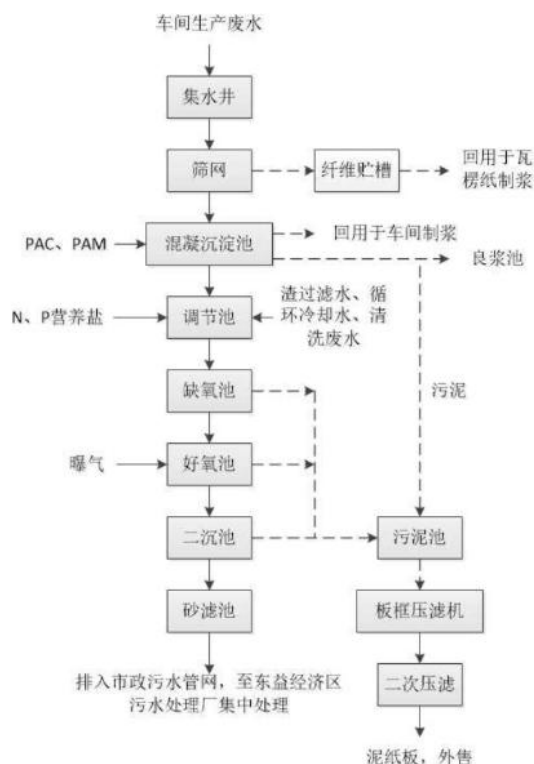 车间生产废水
集水井
筛网
纤维贮槽
回用于瓦
楞纸制浆
PAC、PAM
混凝沉淀池
回用于车间制浆
良浆池
N、P营养盐
调节池
渣过滤水、循
环冷却水、清
洗废水
缺氧池
污泥
曝气
好氧池
二沉池
污泥池
砂滤池
板框压滤机
排入市政污水管网，至东益经济区
污水处理厂集中处理
二次压滤
泥纸板，外售